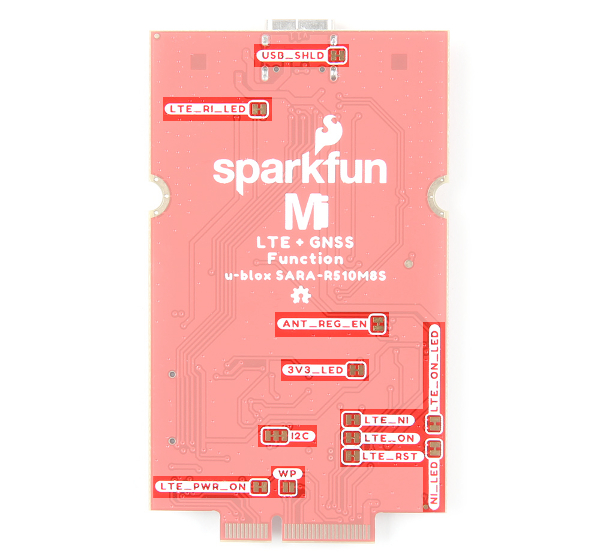 USB_SHLD
LTE_RI_LED
sparkfun
Mi
LTE + GNSS
Function
u-blox SARA-R510M8S
ANT_REG_EN
LTE_ON_LED
3V3_LED
LTE_NI
I2C
LTE_ON
LTE_RST
NI_LED
WP
LTE_PWR_ON